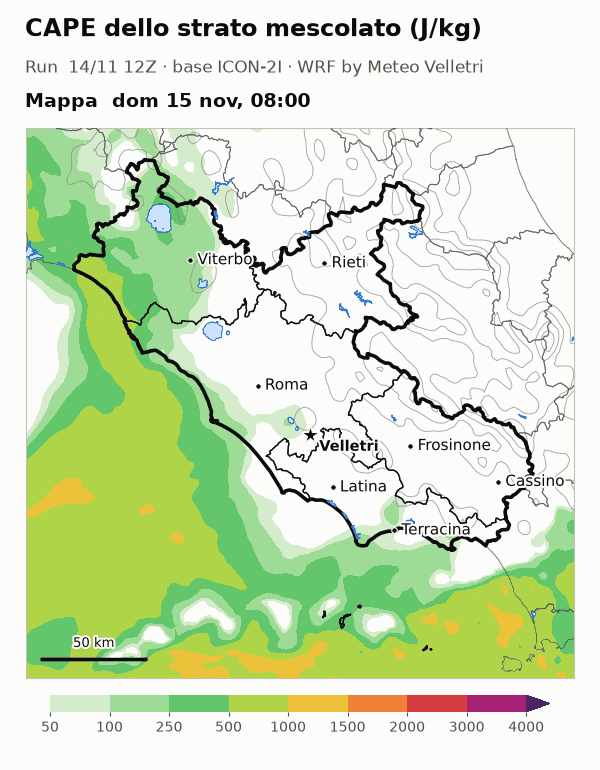 CAPE dello strato mescolato (J/kg)
Run  14/11 12Z · base ICON-2I · WRF by Meteo Velletri
Mappa  dom 15 nov, 08:00
Viterbo
Rieti
Roma
Velletri
Frosinone
Cassino
Latina
Terracina
50 km
50 100 250 500 1000 1500 2000 3000 4000